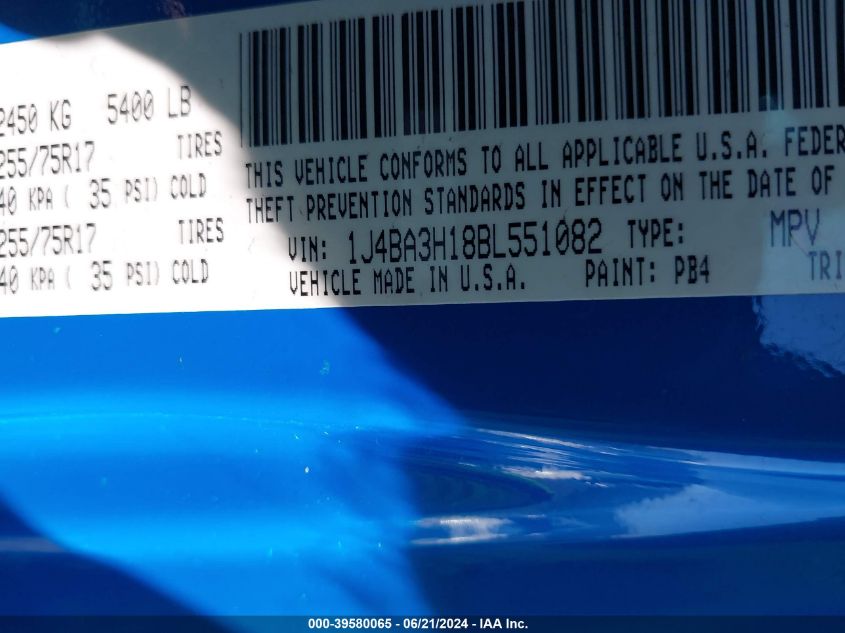 2450 KG 5400 LB
255/75R17 TIRES
40 KPA ( 35 PSI) COLD
255/75R17 TIRES
40 KPA ( 35 PSI) COLD
THIS VEHICLE CONFORMS TO ALL APPLICABLE U.S.A. FEDER
THEFT PREVENTION STANDARDS IN EFFECT ON THE DATE OF
VIN: 1J4BA3H18BL551082 TYPE: MPV
VEHICLE MADE IN U.S.A. PAINT: PB4 TRI
000-39580065 - 06/21/2024 - IAA Inc.